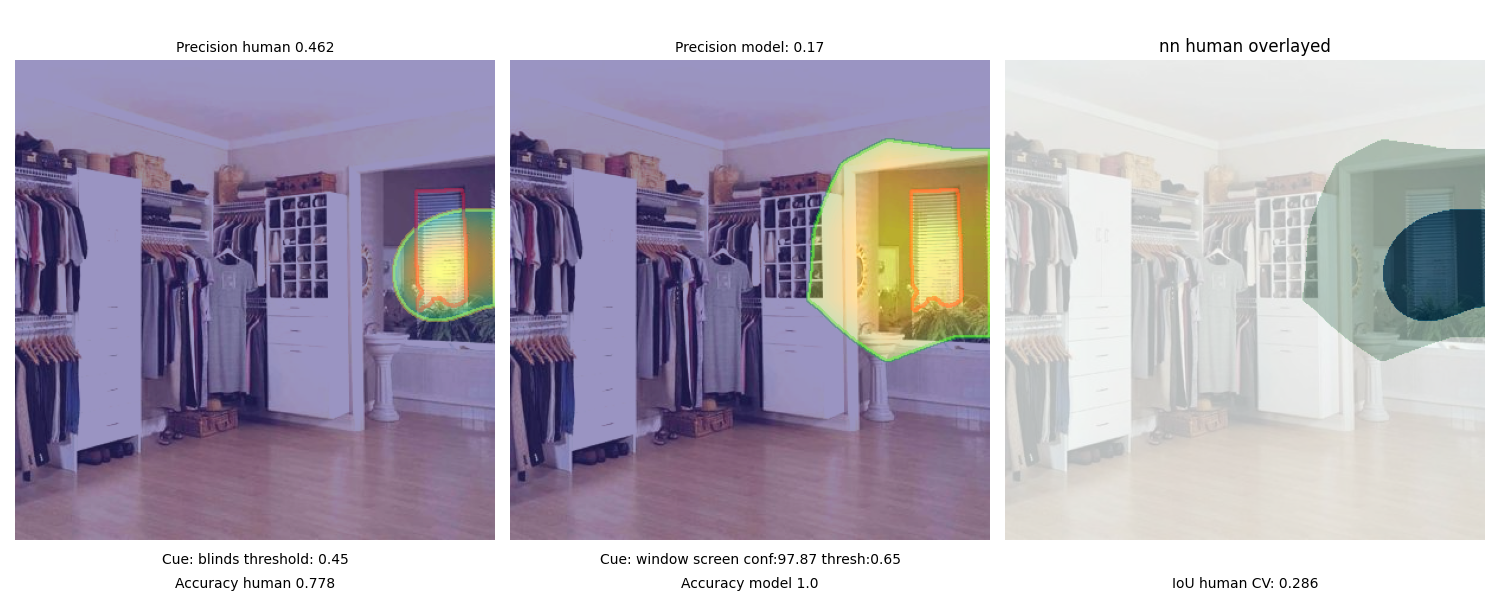 Precision human 0.462
Precision model: 0.17
nn human overlayed
Cue: blinds threshold: 0.45
Cue: window screen conf:97.87 thresh:0.65
Accuracy human 0.778
Accuracy model 1.0
IoU human CV: 0.286